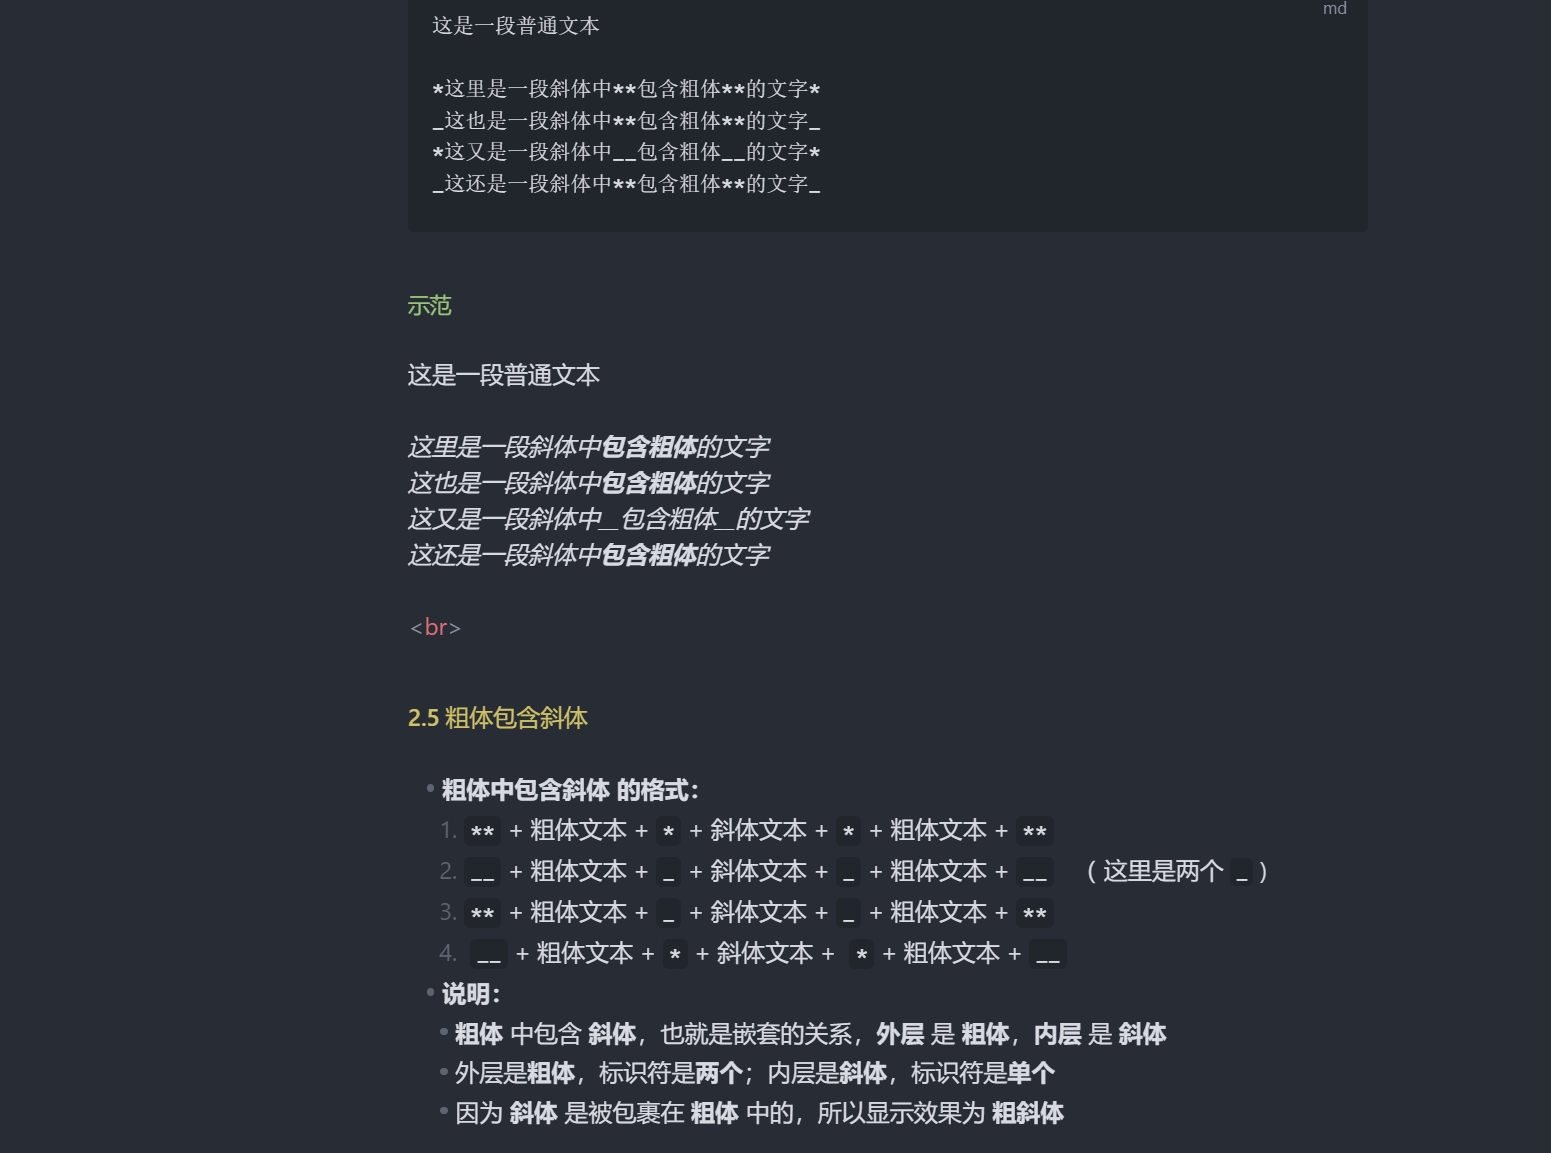 md
这是一段普通文本
*这里是一段斜体中**包含粗体**的文字*
_这也是一段斜体中**包含粗体**的文字_
*这又是一段斜体中__包含粗体__的文字*
_这还是一段斜体中**包含粗体**的文字_
示范
这是一段普通文本
这里是一段斜体中包含粗体的文字
这也是一段斜体中包含粗体的文字
这又是一段斜体中__包含粗体__的文字
这还是一段斜体中包含粗体的文字
<br>
2.5 粗体包含斜体
• 粗体中包含斜体 的格式：
1. ** + 粗体文本 + * + 斜体文本 + * + 粗体文本 + **
2. __ + 粗体文本 + _ + 斜体文本 + _ + 粗体文本 + __ （ 这里是两个 _ ）
3. ** + 粗体文本 + _ + 斜体文本 + _ + 粗体文本 + **
4. __ + 粗体文本 + * + 斜体文本 + * + 粗体文本 + __
• 说明：
• 粗体 中包含 斜体，也就是嵌套的关系，外层 是 粗体，内层 是 斜体
• 外层是粗体，标识符是两个；内层是斜体，标识符是单个
• 因为 斜体 是被包裹在 粗体 中的，所以显示效果为 粗斜体